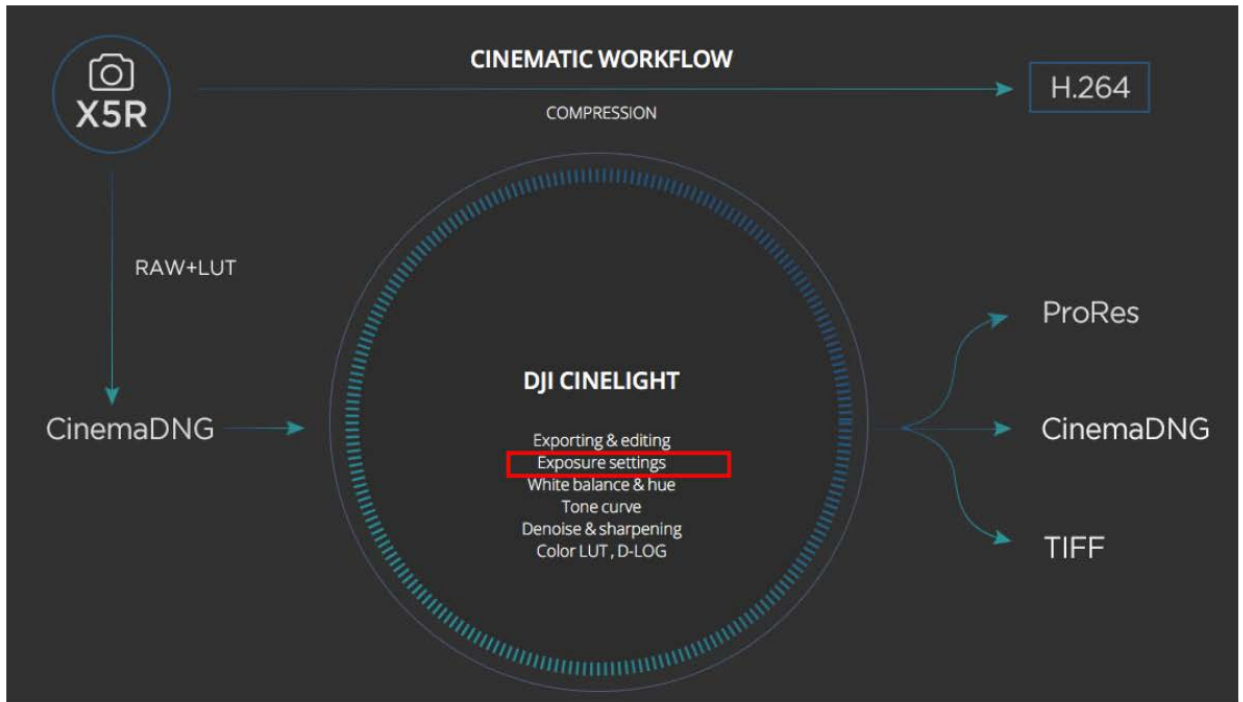 CINEMATIC WORKFLOW
X5R
H.264
COMPRESSION
RAW+LUT
CinemaDNG
DJI CINELIGHT
Exporting & editing
Exposure settings
White balance & hue
Tone curve
Denoise & sharpening
Color LUT , D-LOG
ProRes
CinemaDNG
TIFF